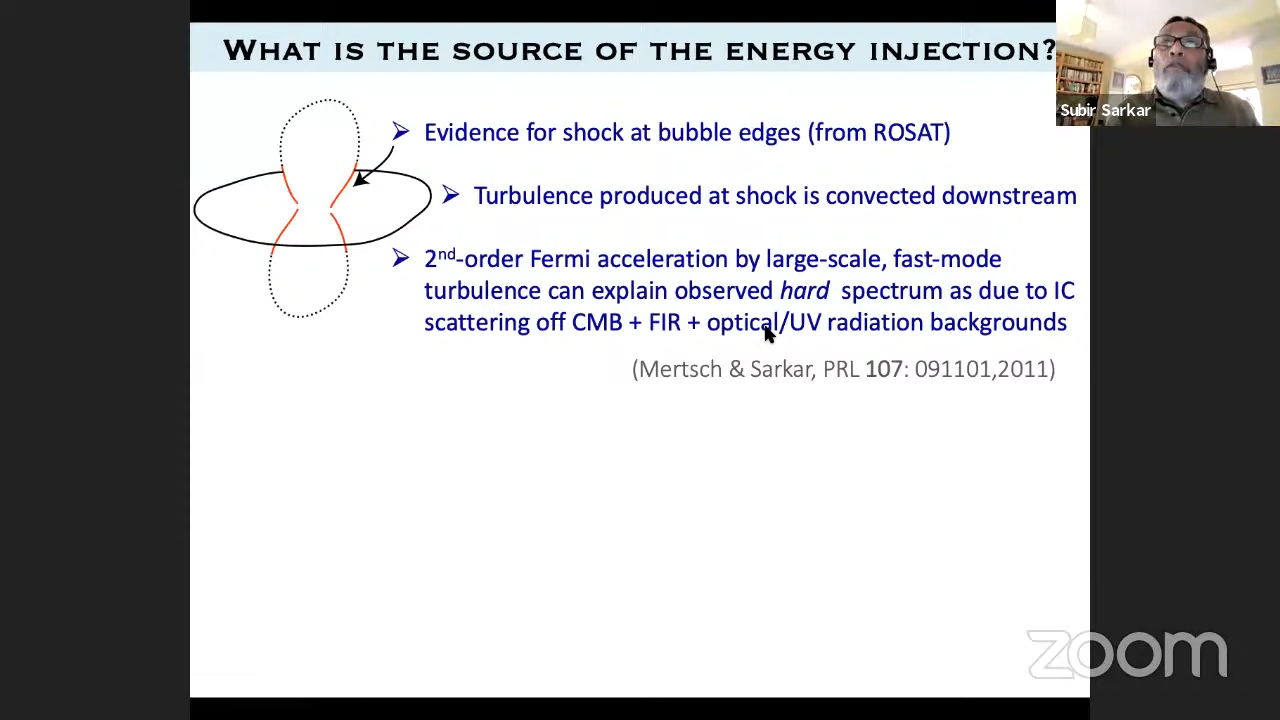 WHAT IS THE SOURCE OF THE ENERGY INJECTION?
Subir Sarkar
➢ Evidence for shock at bubble edges (from ROSAT)
➢ Turbulence produced at shock is convected downstream
➢ 2nd-order Fermi acceleration by large-scale, fast-mode
turbulence can explain observed hard spectrum as due to IC
scattering off CMB + FIR + optical/UV radiation backgrounds
(Mertsch & Sarkar, PRL 107: 091101,2011)
zoom